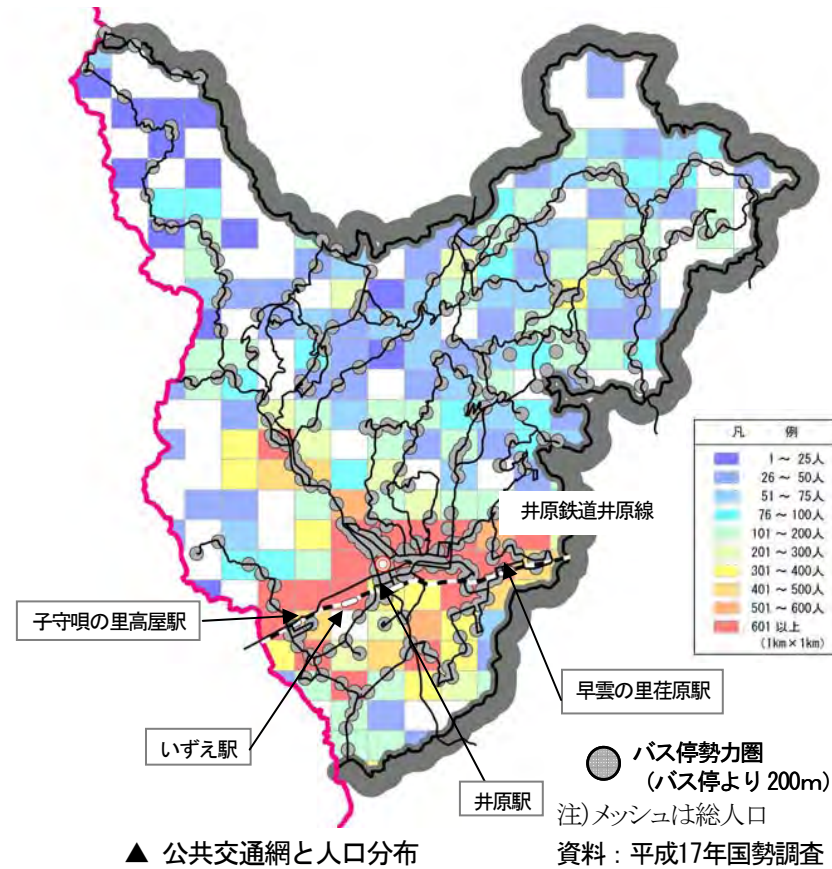 凡 例
1 ～ 25人
26 ～ 50人
51 ～ 75人
76 ～ 100人
101 ～ 200人
201 ～ 300人
301 ～ 400人
401 ～ 500人
501 ～ 600人
601 以上
(1km×1km)
井原鉄道井原線
子守唄の里高屋駅
早雲の里荏原駅
いずえ駅
井原駅
バス停勢力圏
(バス停より 200m)
注)メッシュは総人口
▲ 公共交通網と人口分布
資料：平成17年国勢調査